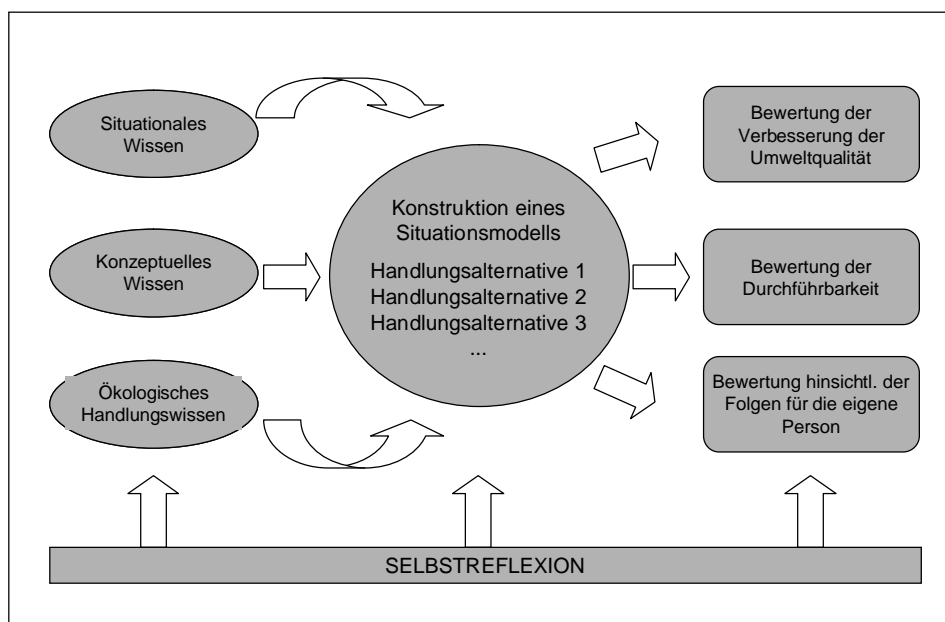 Situationales
Wissen
Konzeptuelles
Wissen
Ökologisches
Handlungswissen
Konstruktion eines
Situationsmodells
Handlungsalternative 1
Handlungsalternative 2
Handlungsalternative 3
...
Bewertung der
Verbesserung der
Umweltqualität
Bewertung der
Durchführbarkeit
Bewertung hinsichtl. der
Folgen für die eigene
Person
SELBSTREFLEXION